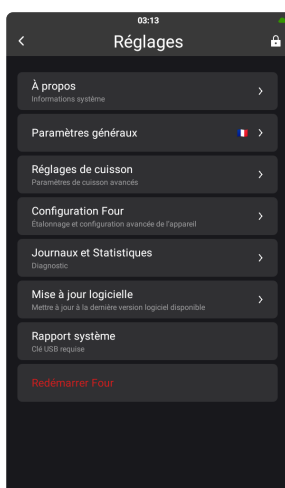 03:13
Réglages
À propos
Informations système
Paramètres généraux
Réglages de cuisson
Paramètres de cuisson avancés
Configuration Four
Étalonnage et configuration avancée de l'appareil
Journaux et Statistiques
Diagnostic
Mise à jour logicielle
Mettre à jour à la dernière version logiciel disponible
Rapport système
Clé USB requise
Redémarrer Four